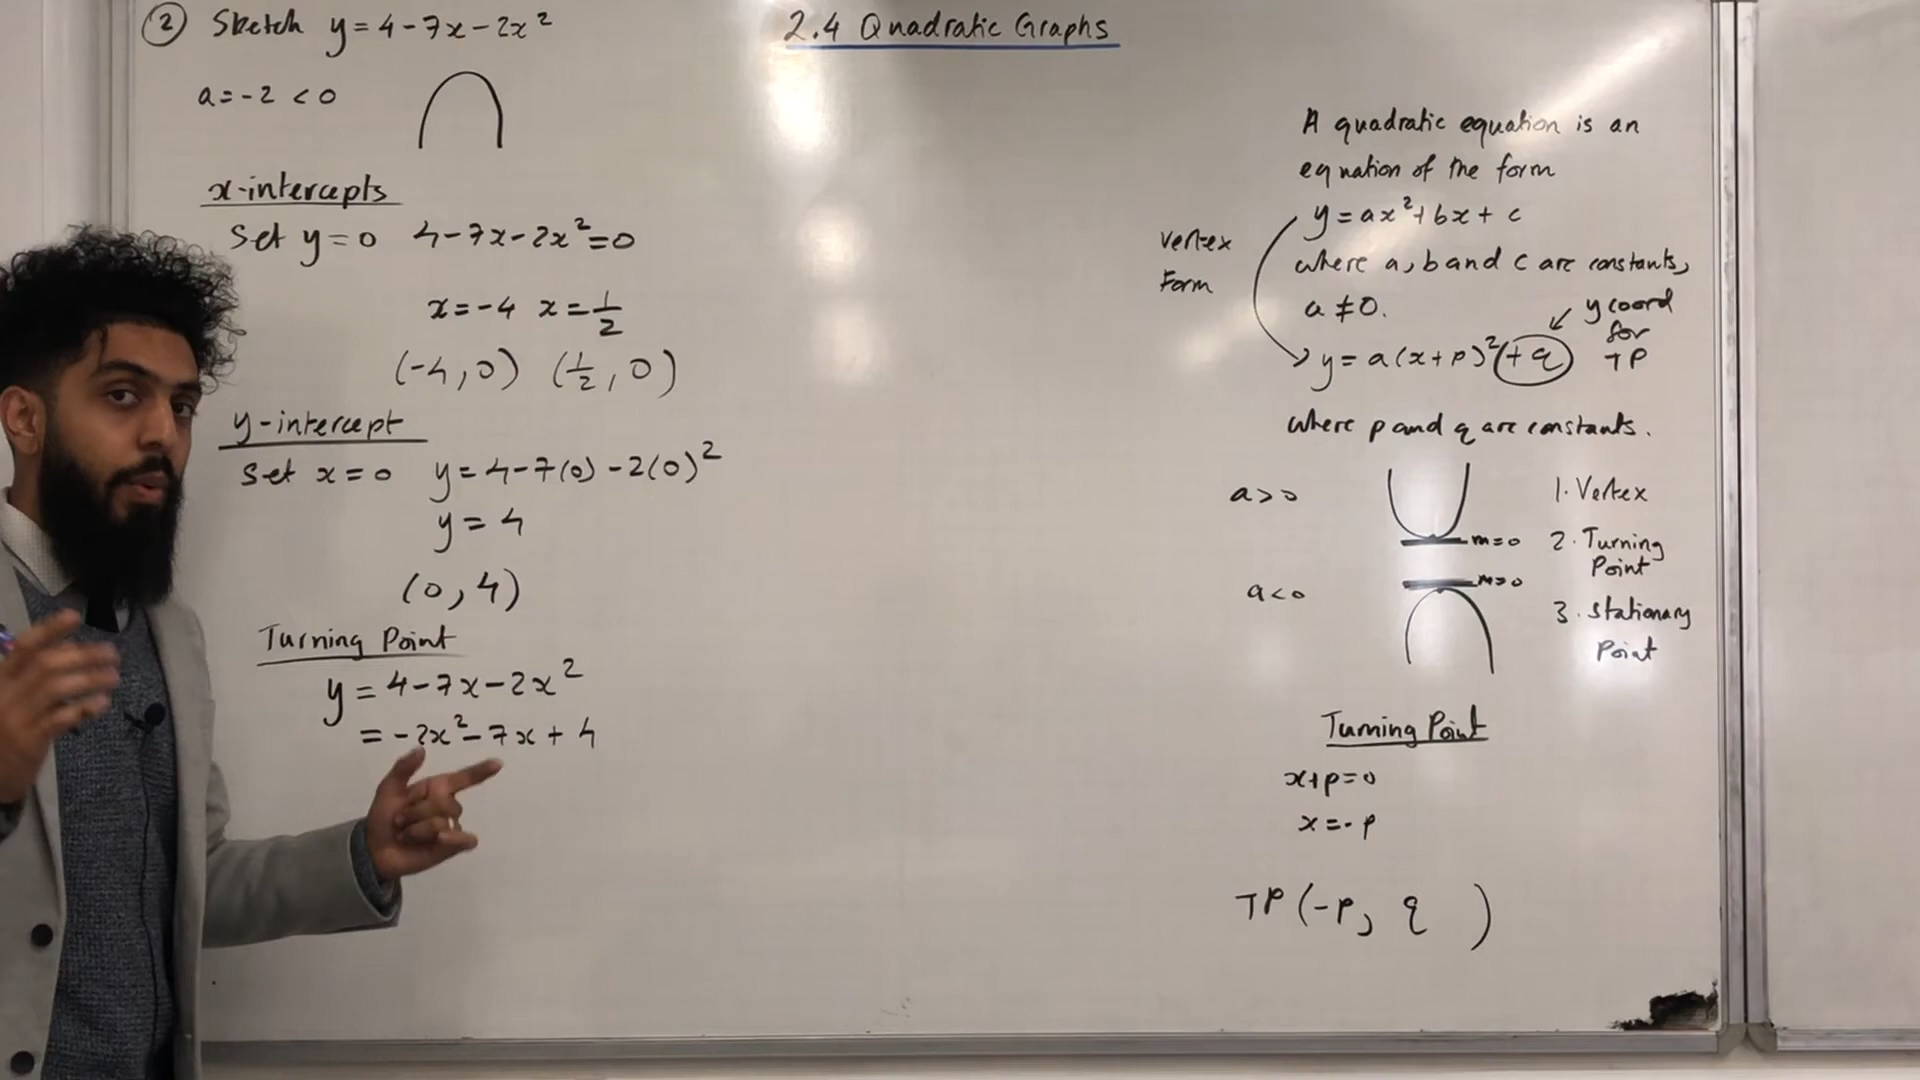 ② Sketch y = 4 - 7x - 2x²
a = -2 < 0
x-intercepts
Set y = 0 4 - 7x - 2x² = 0
x = -4 x = 1/2
(-4, 0) (1/2, 0)
y-intercept
Set x = 0 y = 4 - 7(0) - 2(0)²
y = 4
(0, 4)
Turning Point
y = 4 - 7x - 2x²
= -2x² - 7x + 4
2.4 Quadratic Graphs
A quadratic equation is an
equation of the form
y = ax² + bx + c
where a, b and c are constants,
a ≠ 0.
Vertex
Form
y = a(x + p)² + q
y coord
for
TP
where p and q are constants.
a > 0
m = 0
a < 0
m = 0
1. Vertex
2. Turning
Point
3. Stationary
Point
Turning Point
x + p = 0
x = -p
TP (-p, q )